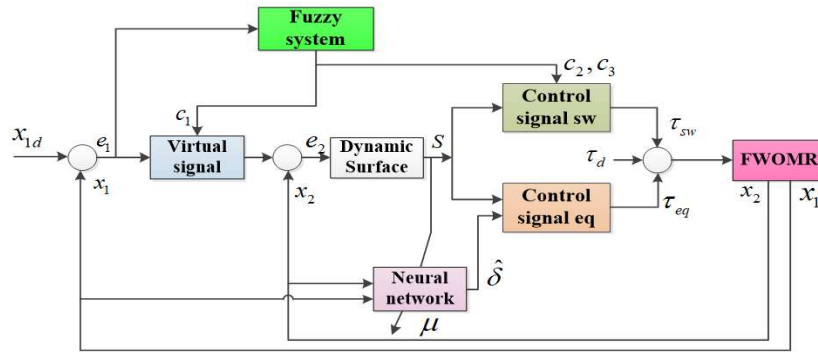 Fuzzy
system
c₂, c₃
c₁
Control
signal sw
x₁d
e₁
Virtual
signal
e₂
Dynamic
Surface
S
τsw
x₁
x₂
τd
FWOMR
x₂
x₁
Control
signal eq
τeq
Neural
network
δ̂
μ